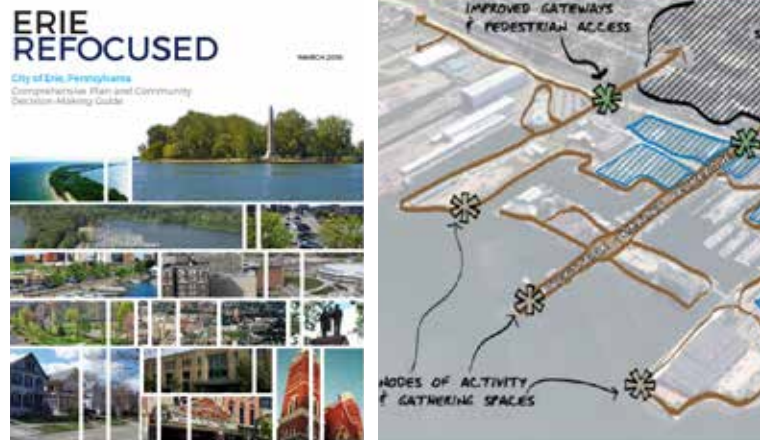 ERIE
REFOCUSED
MARCH 2016
City of Erie, Pennsylvania
Comprehensive Plan and Community
Decision-Making Guide
IMPROVED GATEWAYS
& PEDESTRIAN ACCESS
NODES OF ACTIVITY
& GATHERING SPACES